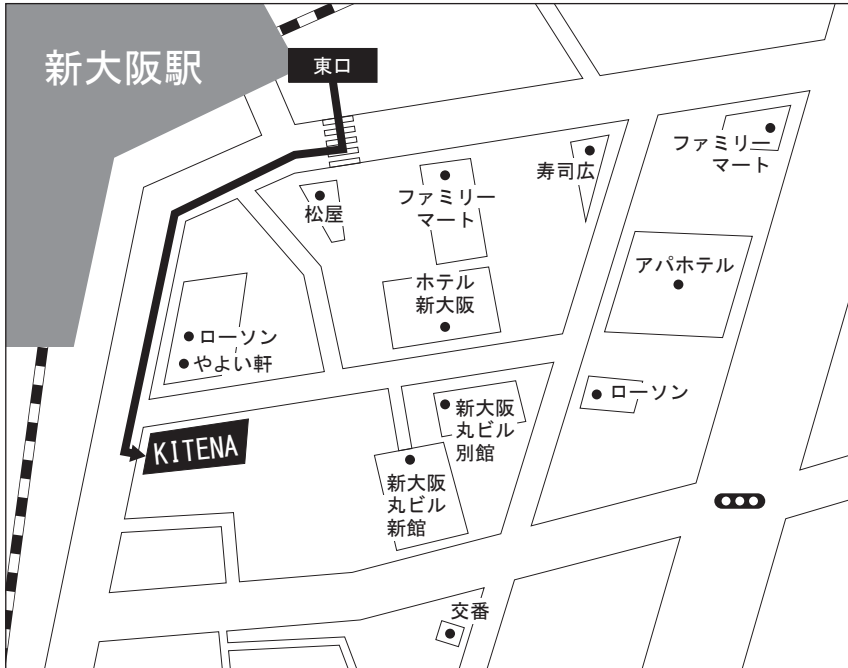 新大阪駅
東口
ファミリー
マート
寿司広
ファミリー
マート
松屋
アパホテル
ホテル
新大阪
ローソン
やよい軒
ローソン
新大阪
丸ビル
別館
KITENA
新大阪
丸ビル
新館
交番